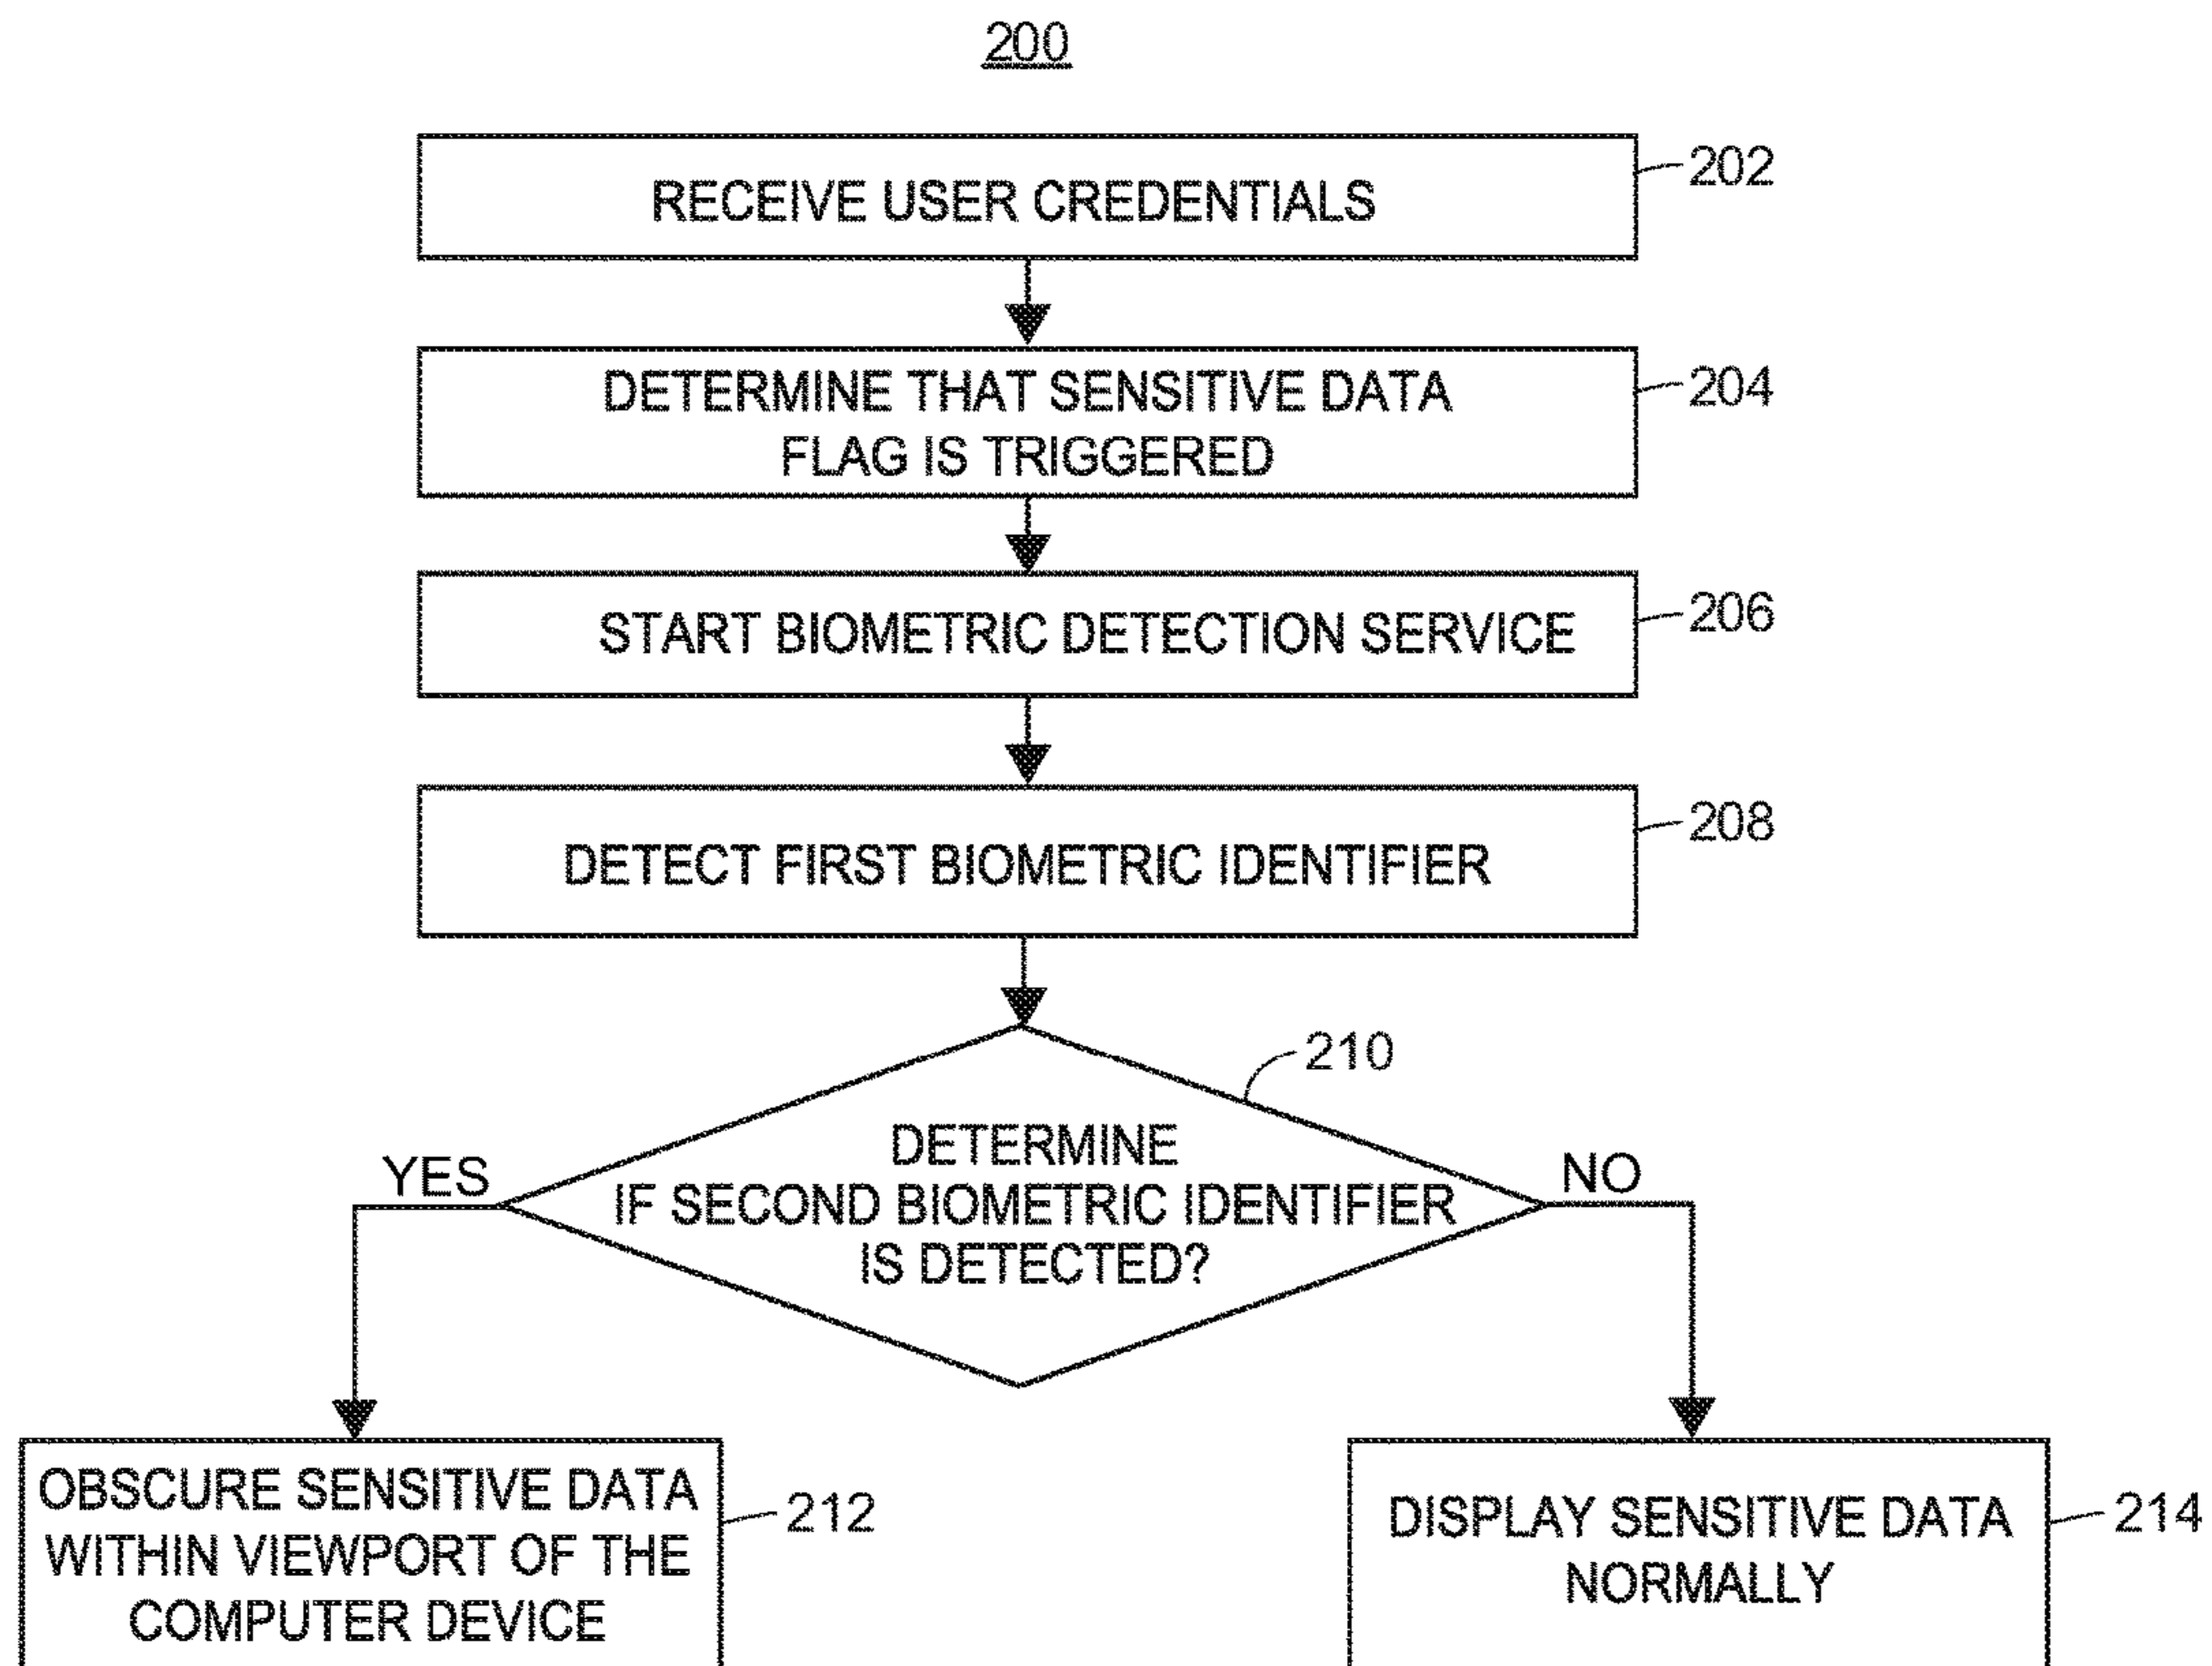 200
RECEIVE USER CREDENTIALS
202
DETERMINE THAT SENSITIVE DATA
FLAG IS TRIGGERED
204
START BIOMETRIC DETECTION SERVICE
206
DETECT FIRST BIOMETRIC IDENTIFIER
208
210
DETERMINE
IF SECOND BIOMETRIC IDENTIFIER
IS DETECTED?
YES
NO
OBSCURE SENSITIVE DATA
WITHIN VIEWPORT OF THE
COMPUTER DEVICE
212
DISPLAY SENSITIVE DATA
NORMALLY
214